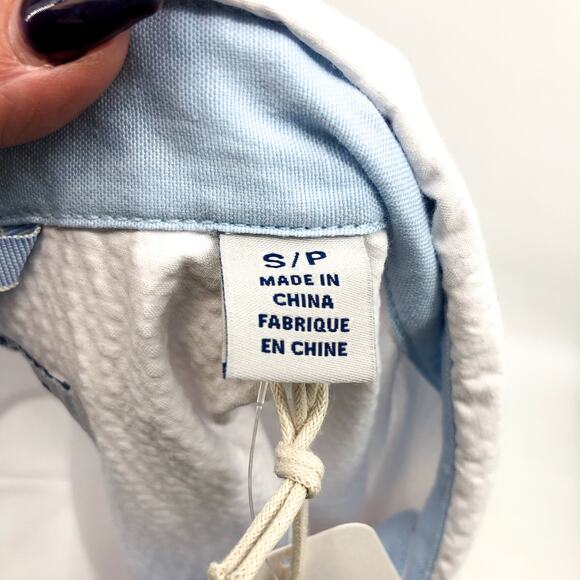 S/P
MADE IN
CHINA
FABRIQUE
EN CHINE